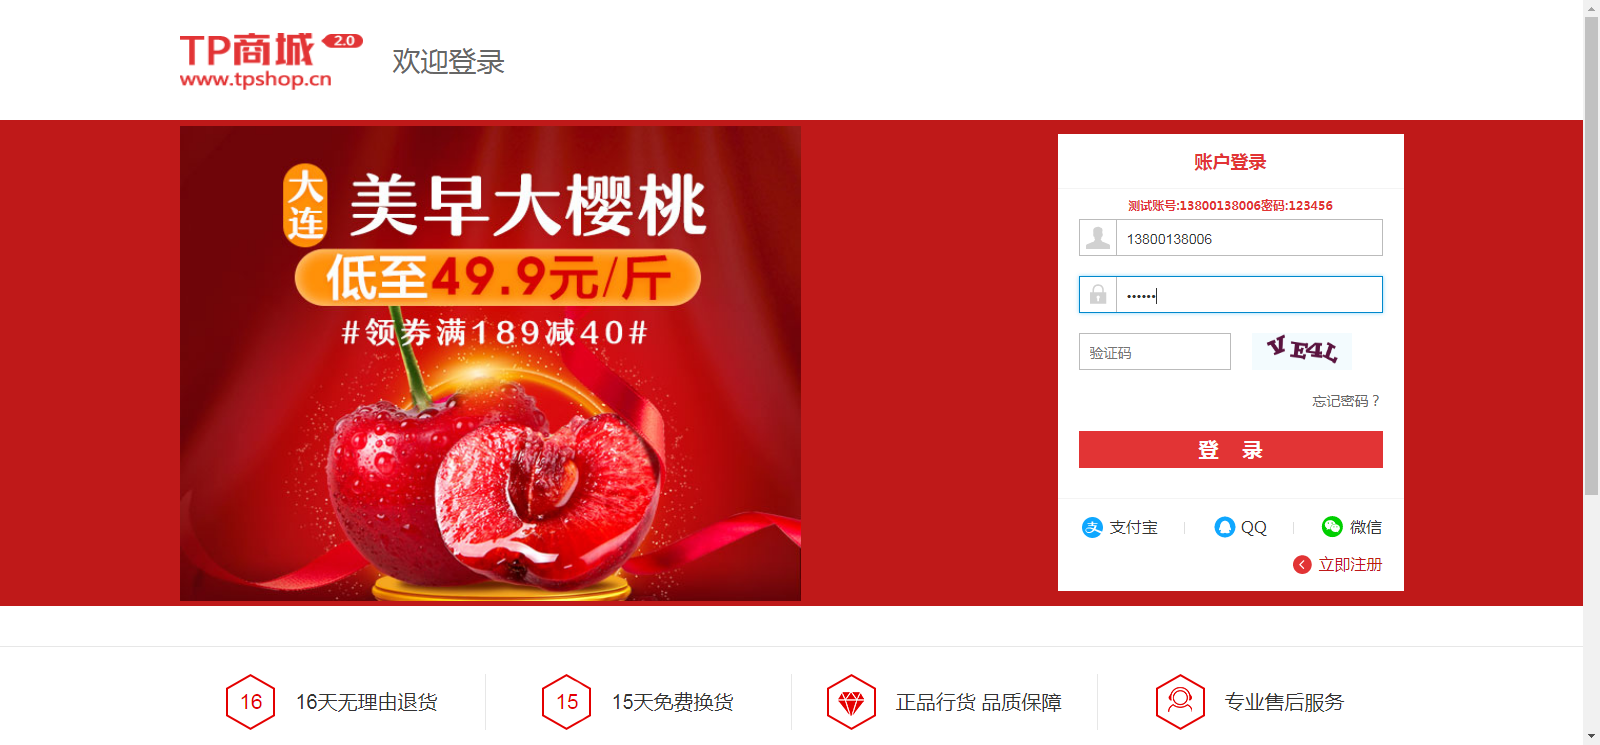 TP商城 2.0
www.tpshop.cn
欢迎登录
大连
美早大樱桃
低至49.9元/斤
#领券满189减40#
账户登录
测试账号:13800138006密码:123456
13800138006
••••••
验证码
VE4L
忘记密码？
登 录
支付宝
QQ
微信
立即注册
16
16天无理由退货
15
15天免费换货
正品行货 品质保障
专业售后服务